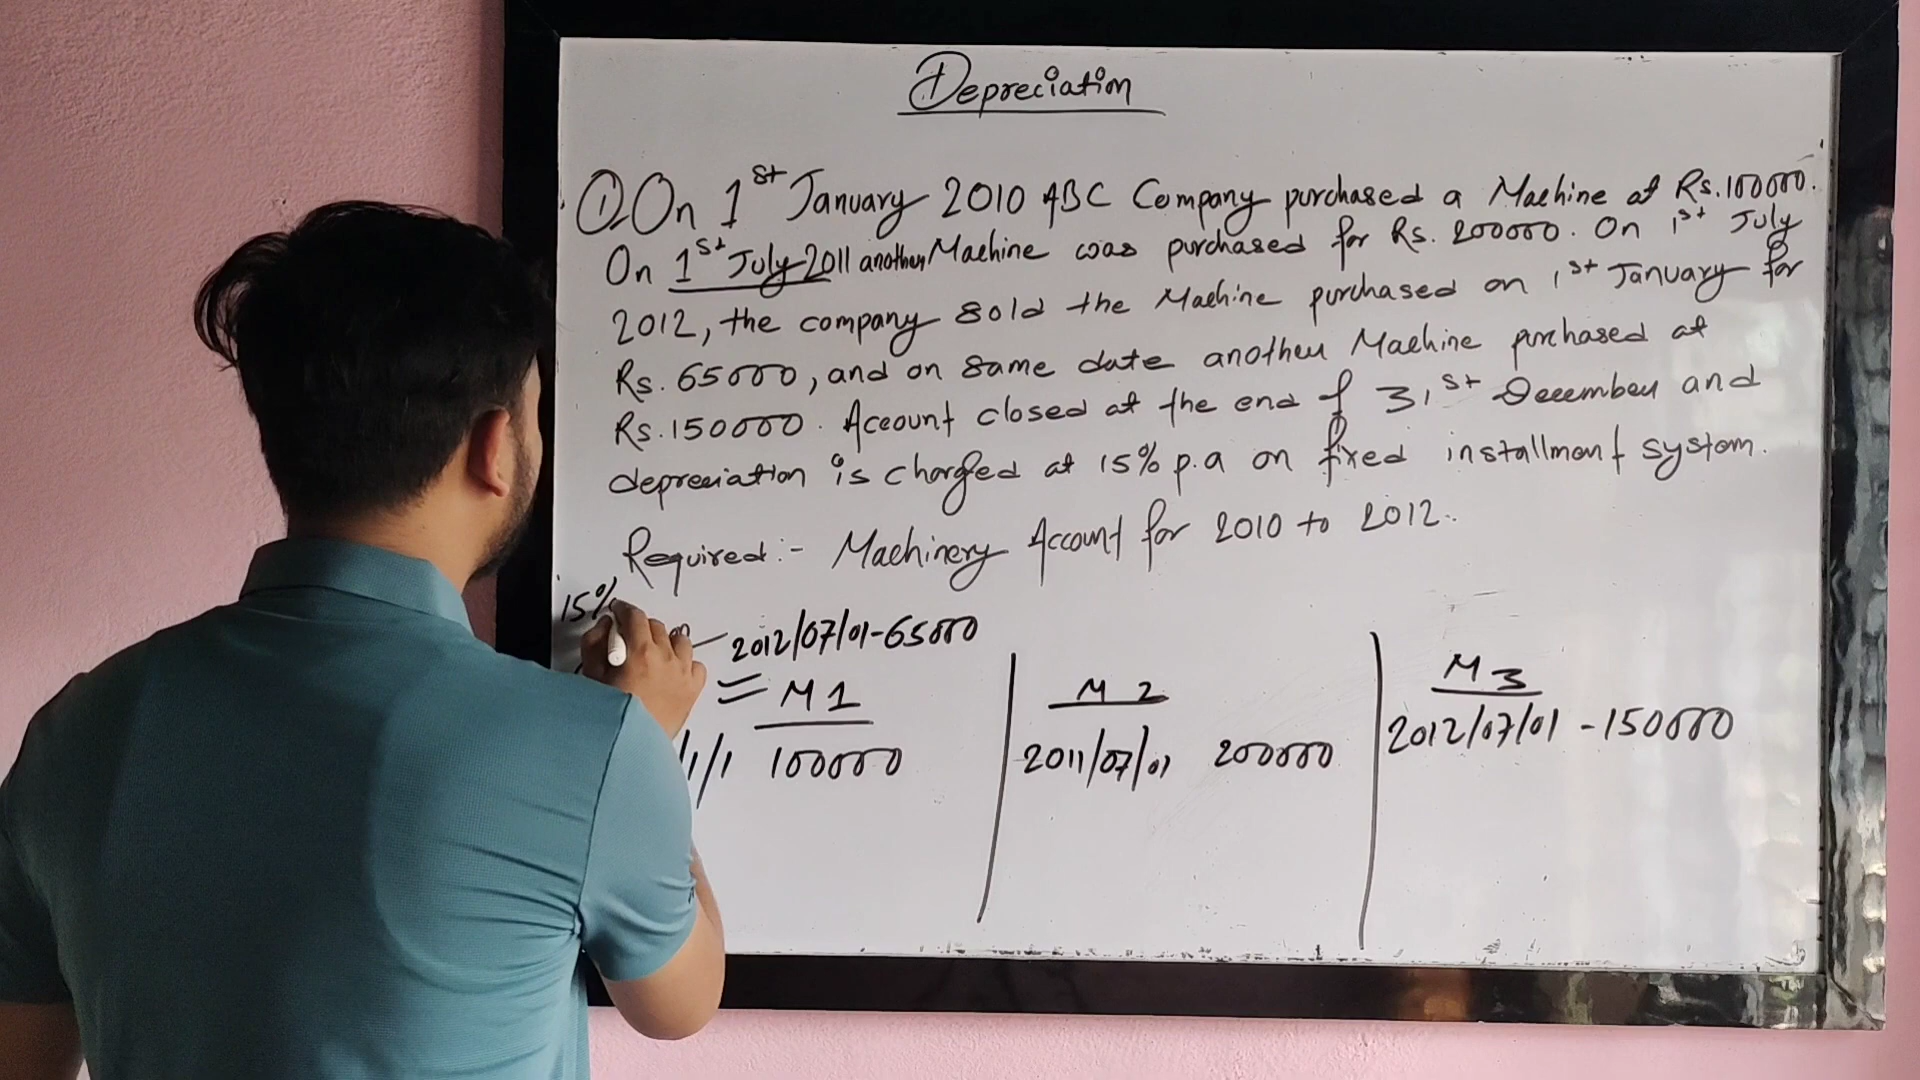 Depreciation
① On 1st January 2010 ABC Company purchased a Machine at Rs. 100000.
On 1st July 2011 another Machine was purchased for Rs. 200000. On 1st July
2012, the company sold the Machine purchased on 1st January for
Rs. 65000, and on same date another Machine purchased at
Rs. 150000. Account closed at the end of 31st December and
depreciation is charged at 15% p.a on fixed installment system.
Required:- Machinery Account for 2010 to 2012.
15%
2012/07/01-65000
= M1
1/1 100000
M 2
2011/07/01 200000
M 3
2012/07/01 - 150000